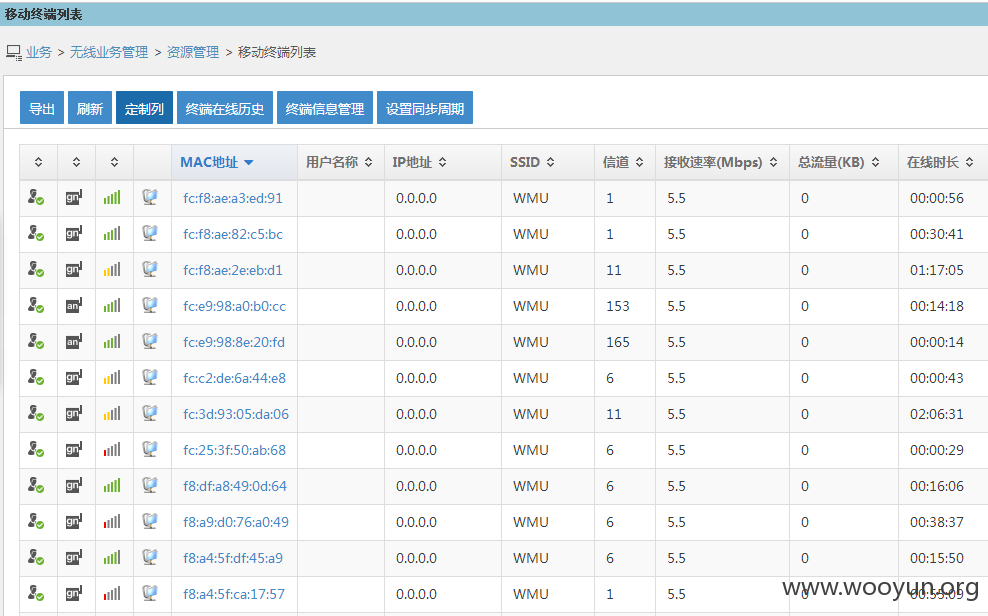 移动终端列表
业务 > 无线业务管理 > 资源管理 > 移动终端列表
导出 刷新 定制列 终端在线历史 终端信息管理 设置同步周期
MAC地址 用户名称 IP地址 SSID 信道 接收速率(Mbps) 总流量(KB) 在线时长
gn fc:f8:ae:a3:ed:91 0.0.0.0 WMU 1 5.5 0 00:00:56
gn fc:f8:ae:82:c5:bc 0.0.0.0 WMU 1 5.5 0 00:30:41
gn fc:f8:ae:2e:eb:d1 0.0.0.0 WMU 11 5.5 0 01:17:05
an fc:e9:98:a0:b0:cc 0.0.0.0 WMU 153 5.5 0 00:14:18
an fc:e9:98:8e:20:fd 0.0.0.0 WMU 165 5.5 0 00:00:14
gn fc:c2:de:6a:44:e8 0.0.0.0 WMU 6 5.5 0 00:00:43
gn fc:3d:93:05:da:06 0.0.0.0 WMU 11 5.5 0 02:06:31
gn fc:25:3f:50:ab:68 0.0.0.0 WMU 6 5.5 0 00:00:29
gn f8:df:a8:49:0d:64 0.0.0.0 WMU 6 5.5 0 00:16:06
gn f8:a9:d0:76:a0:49 0.0.0.0 WMU 6 5.5 0 00:38:37
gn f8:a4:5f:df:45:a9 0.0.0.0 WMU 6 5.5 0 00:15:50
gn f8:a4:5f:ca:17:57 0.0.0.0 WMU 1 5.5 0 00:55:09
www.wooyun.org